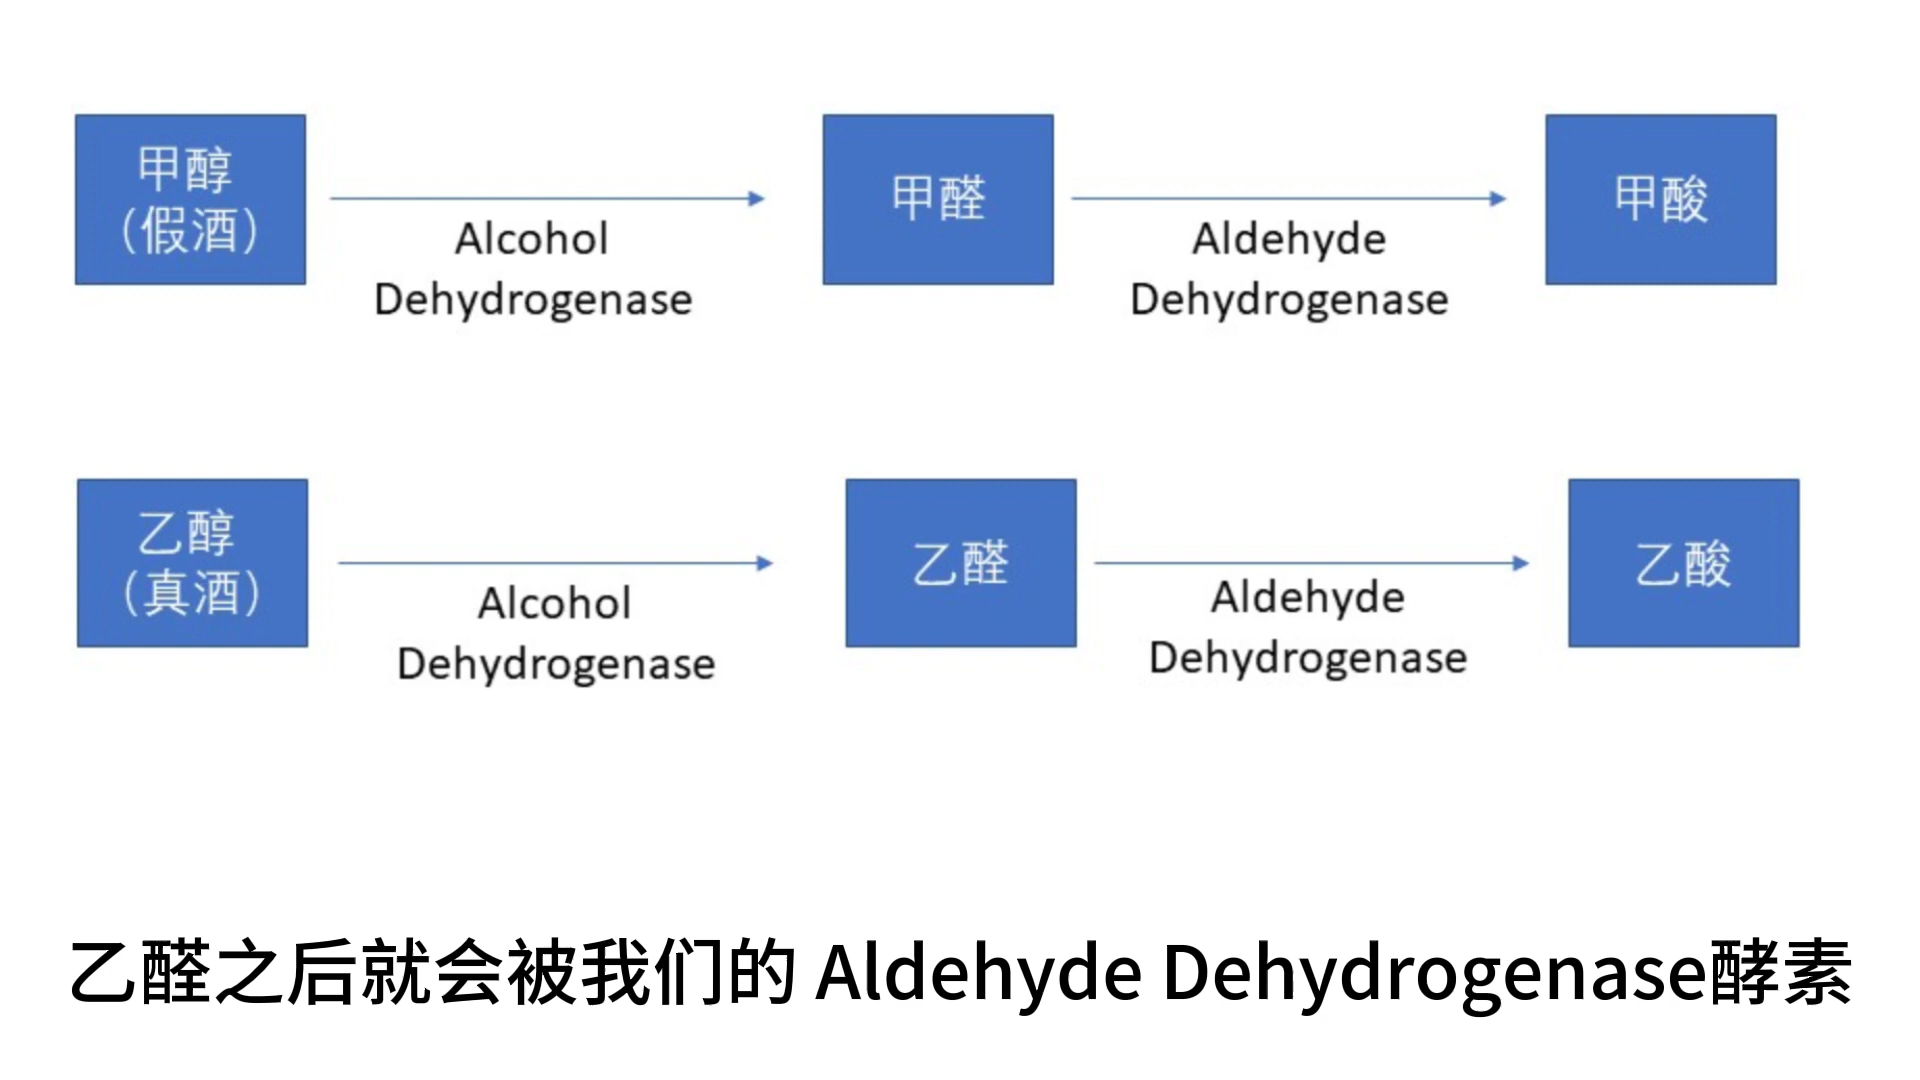 甲醇
（假酒）
Alcohol
Dehydrogenase
甲醛
Aldehyde
Dehydrogenase
甲酸
乙醇
（真酒）
Alcohol
Dehydrogenase
乙醛
Aldehyde
Dehydrogenase
乙酸
乙醛之后就会被我们的 Aldehyde Dehydrogenase酵素